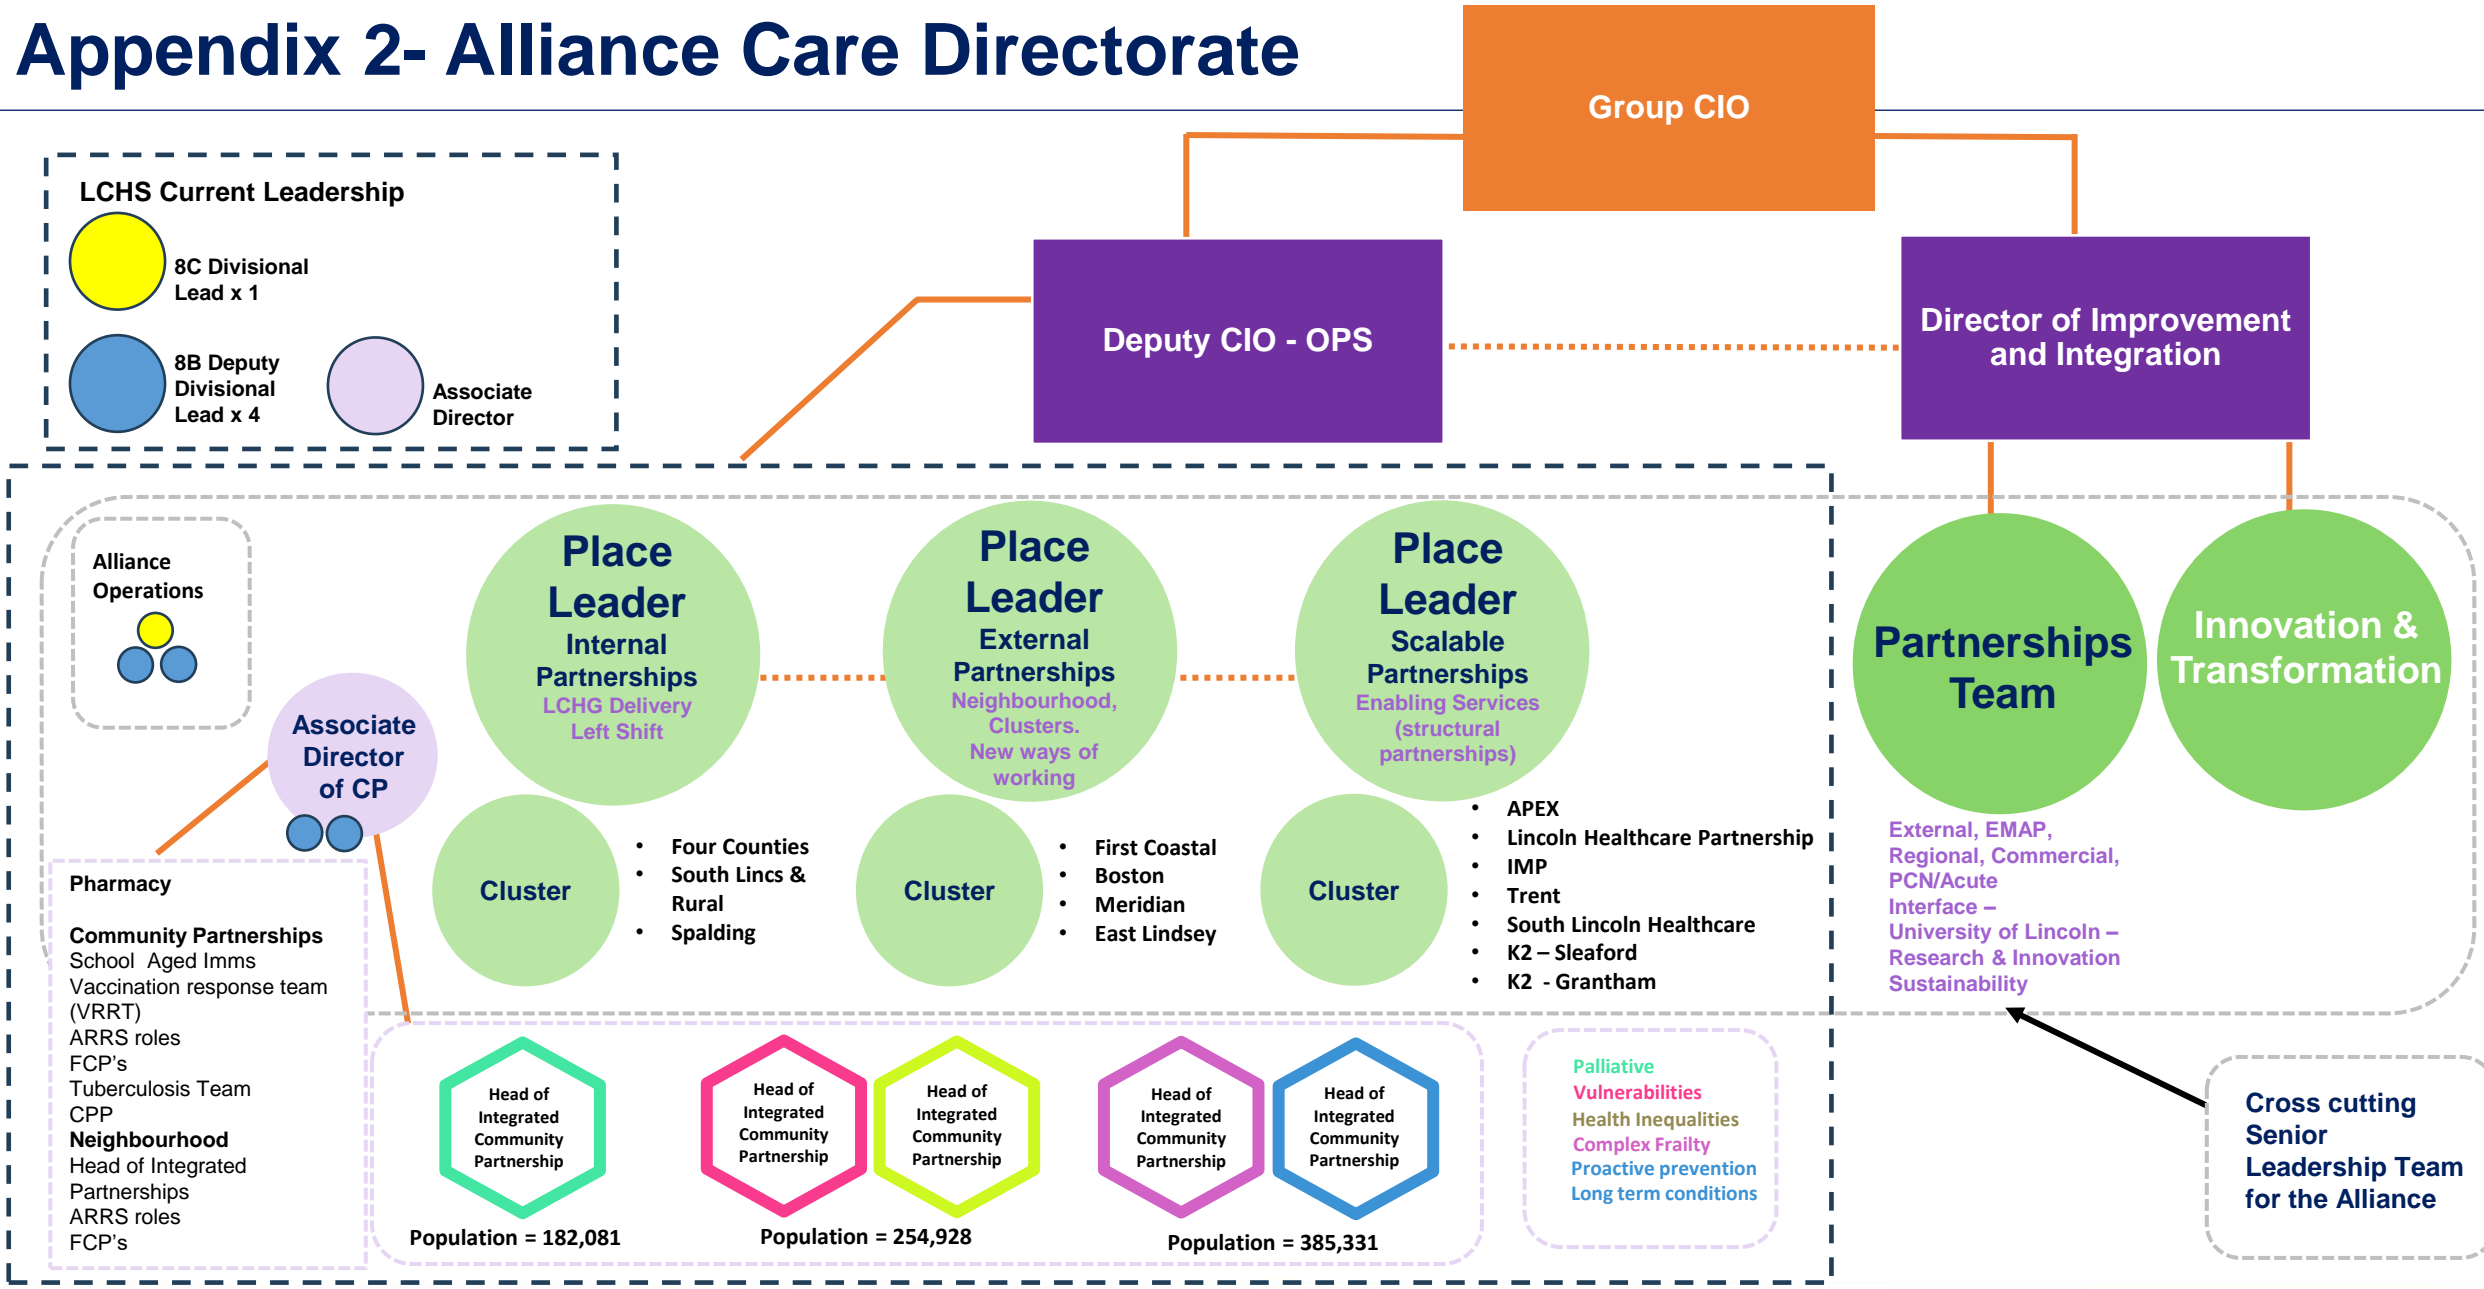 Appendix 2- Alliance Care Directorate
Group CIO
LCHS Current Leadership
8C Divisional
Lead x 1
8B Deputy
Divisional
Lead x 4
Associate
Director
Deputy CIO - OPS
Director of Improvement
and Integration
Alliance
Operations
Associate
Director
of CP
Place
Leader
Internal
Partnerships
LCHG Delivery
Left Shift
Place
Leader
External
Partnerships
Neighbourhood,
Clusters.
New ways of
working
Place
Leader
Scalable
Partnerships
Enabling Services
(structural
partnerships)
Partnerships
Team
Innovation &
Transformation
Cluster
• Four Counties
• South Lincs &
Rural
• Spalding
Cluster
• First Coastal
• Boston
• Meridian
• East Lindsey
Cluster
• APEX
• Lincoln Healthcare Partnership
• IMP
• Trent
• South Lincoln Healthcare
• K2 – Sleaford
• K2 - Grantham
External, EMAP,
Regional, Commercial,
PCN/Acute
Interface –
University of Lincoln –
Research & Innovation
Sustainability
Pharmacy
Community Partnerships
School Aged Imms
Vaccination response team
(VRRT)
ARRS roles
FCP's
Tuberculosis Team
CPP
Neighbourhood
Head of Integrated
Partnerships
ARRS roles
FCP's
Head of
Integrated
Community
Partnership
Population = 182,081
Head of
Integrated
Community
Partnership
Head of
Integrated
Community
Partnership
Population = 254,928
Head of
Integrated
Community
Partnership
Head of
Integrated
Community
Partnership
Population = 385,331
Palliative
Vulnerabilities
Health Inequalities
Complex Frailty
Proactive prevention
Long term conditions
Cross cutting
Senior
Leadership Team
for the Alliance